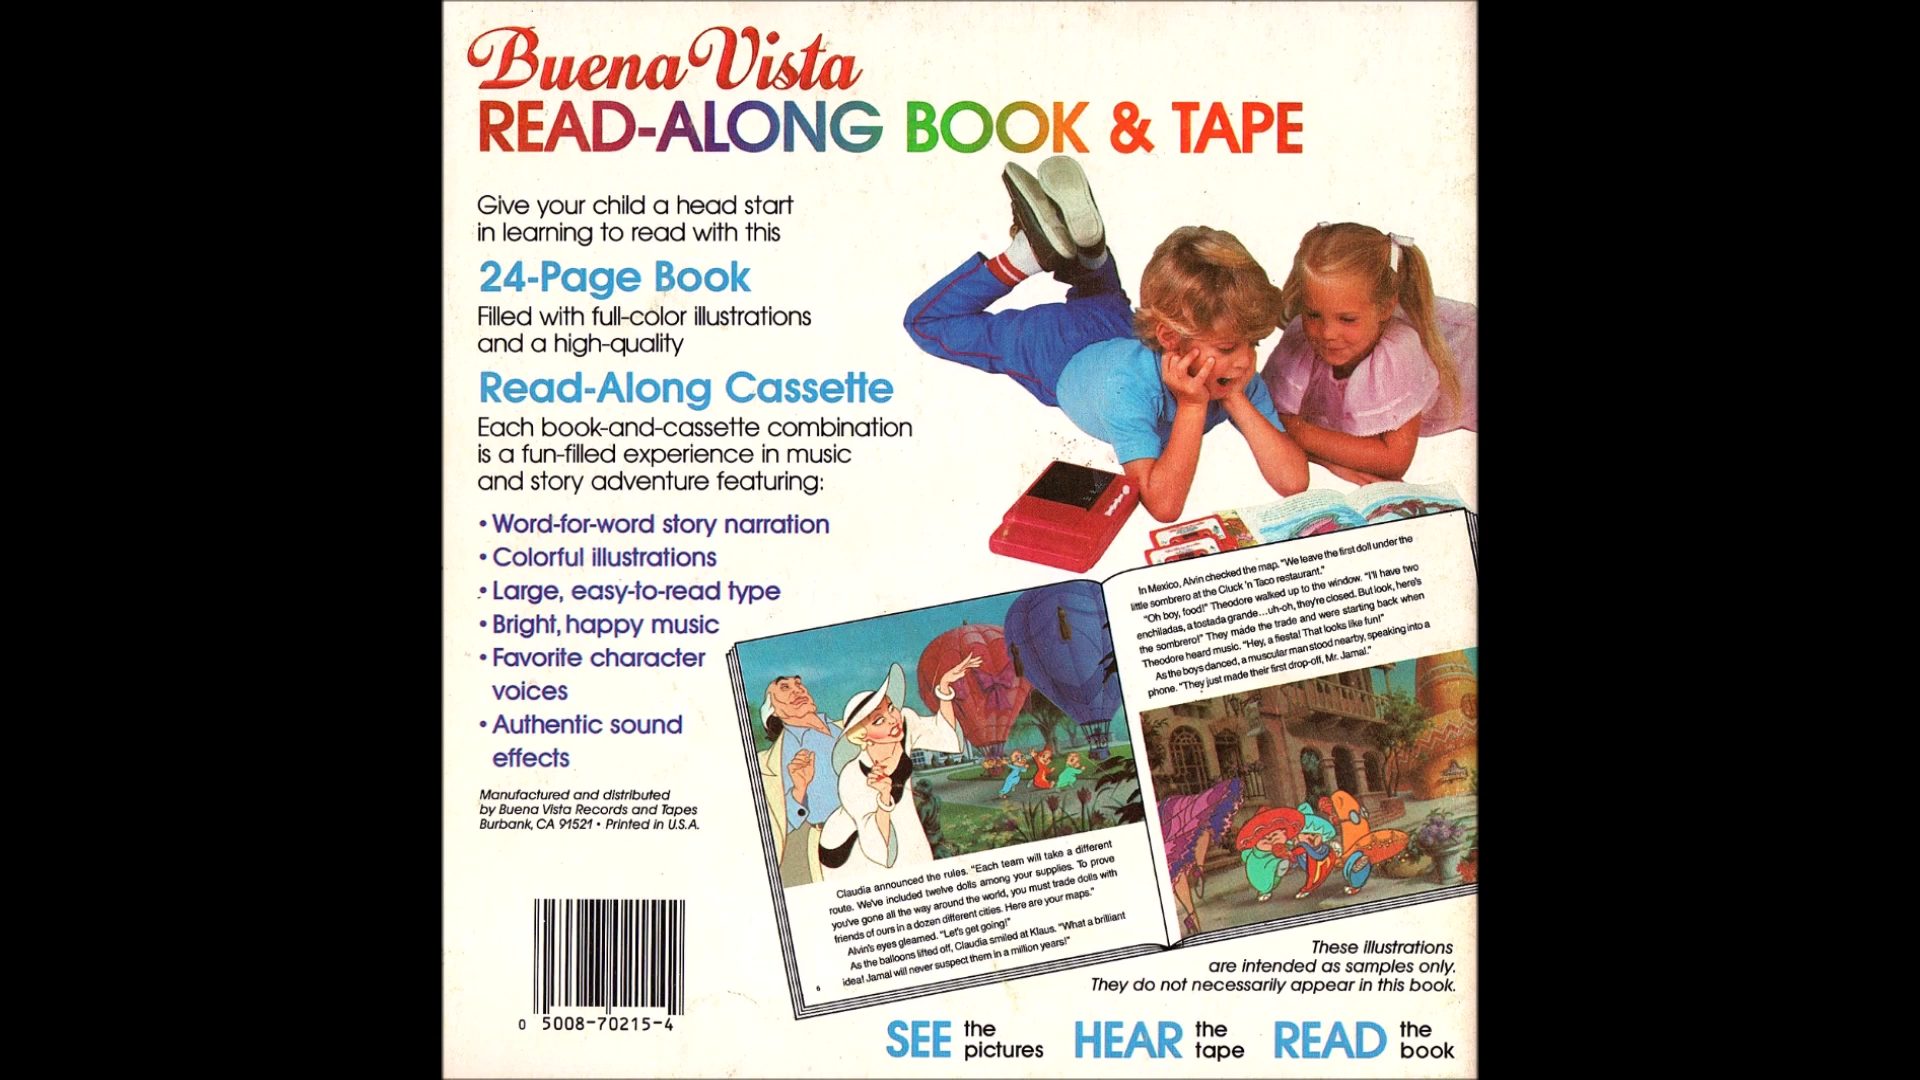 Buena Vista
READ-ALONG BOOK & TAPE
Give your child a head start
in learning to read with this
24-Page Book
Filled with full-color illustrations
and a high-quality
Read-Along Cassette
Each book-and-cassette combination
is a fun-filled experience in music
and story adventure featuring:
• Word-for-word story narration
• Colorful illustrations
• Large, easy-to-read type
• Bright, happy music
• Favorite character
voices
• Authentic sound
effects
Manufactured and distributed
by Buena Vista Records and Tapes
Burbank, CA 91521 • Printed in U.S.A.
0 5008-70215-4
Claudia announced the rules. "Each team will take a different
route. We've included twelve dolls among your supplies. To prove
you've gone all the way around the world, you must trade dolls with
friends of ours in a dozen different cities. Here are your maps."
Alvin's eyes gleamed. "Let's get going!"
As the balloons lifted off, Claudia smiled at Klaus. "What a brilliant
idea! Jamal will never suspect them in a million years!"
6
In Mexico, Alvin checked the map. "We leave the first doll under the
little sombrero at the Cluck 'n Taco restaurant."
"Oh boy, food!" Theodore walked up to the window. "I'll have two
enchiladas, a tostada grande...uh-oh, they're closed. But look, here's
the sombrero!" They made the trade and were starting back when
Theodore heard music. "Hey, a fiesta! That looks like fun!"
As the boys danced, a muscular man stood nearby, speaking into a
phone. "They just made their first drop-off, Mr. Jamal."
These illustrations
are intended as samples only.
They do not necessarily appear in this book.
SEE the pictures HEAR the tape READ the book